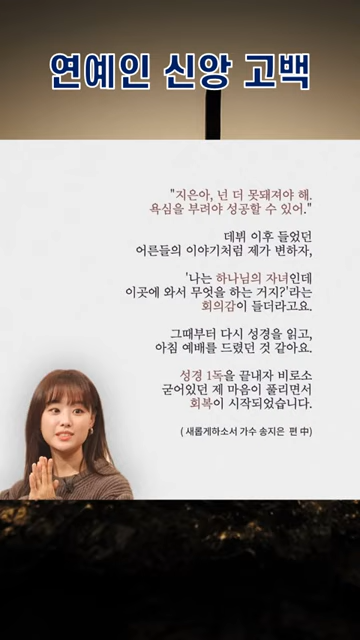 연예인 신앙 고백
"지은아, 넌 더 못돼져야 해.
욕심을 부려야 성공할 수 있어."
데뷔 이후 들었던
어른들의 이야기처럼 제가 변하자,
'나는 하나님의 자녀인데
이곳에 와서 무엇을 하는 거지?'라는
회의감이 들더라고요.
그때부터 다시 성경을 읽고,
아침 예배를 드렸던 것 같아요.
성경 1독을 끝내자 비로소
굳어있던 제 마음이 풀리면서
회복이 시작되었습니다.
( 새롭게하소서 가수 송지은 편 中)